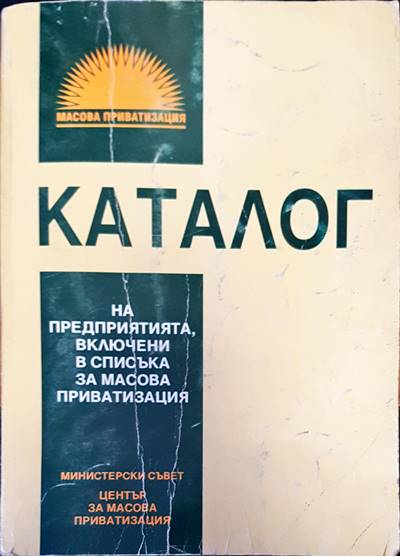 МАСОВА ПРИВАТИЗАЦИЯ
КАТАЛОГ
НА
ПРЕДПРИЯТИЯТА,
ВКЛЮЧЕНИ
В СПИСЪКА
ЗА МАСОВА
ПРИВАТИЗАЦИЯ
МИНИСТЕРСКИ СЪВЕТ
ЦЕНТЪР
ЗА МАСОВА
ПРИВАТИЗАЦИЯ